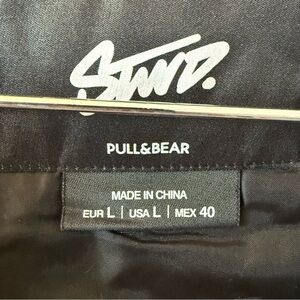 STWD.
PULL&BEAR
MADE IN CHINA
EUR L | USA L | MEX 40